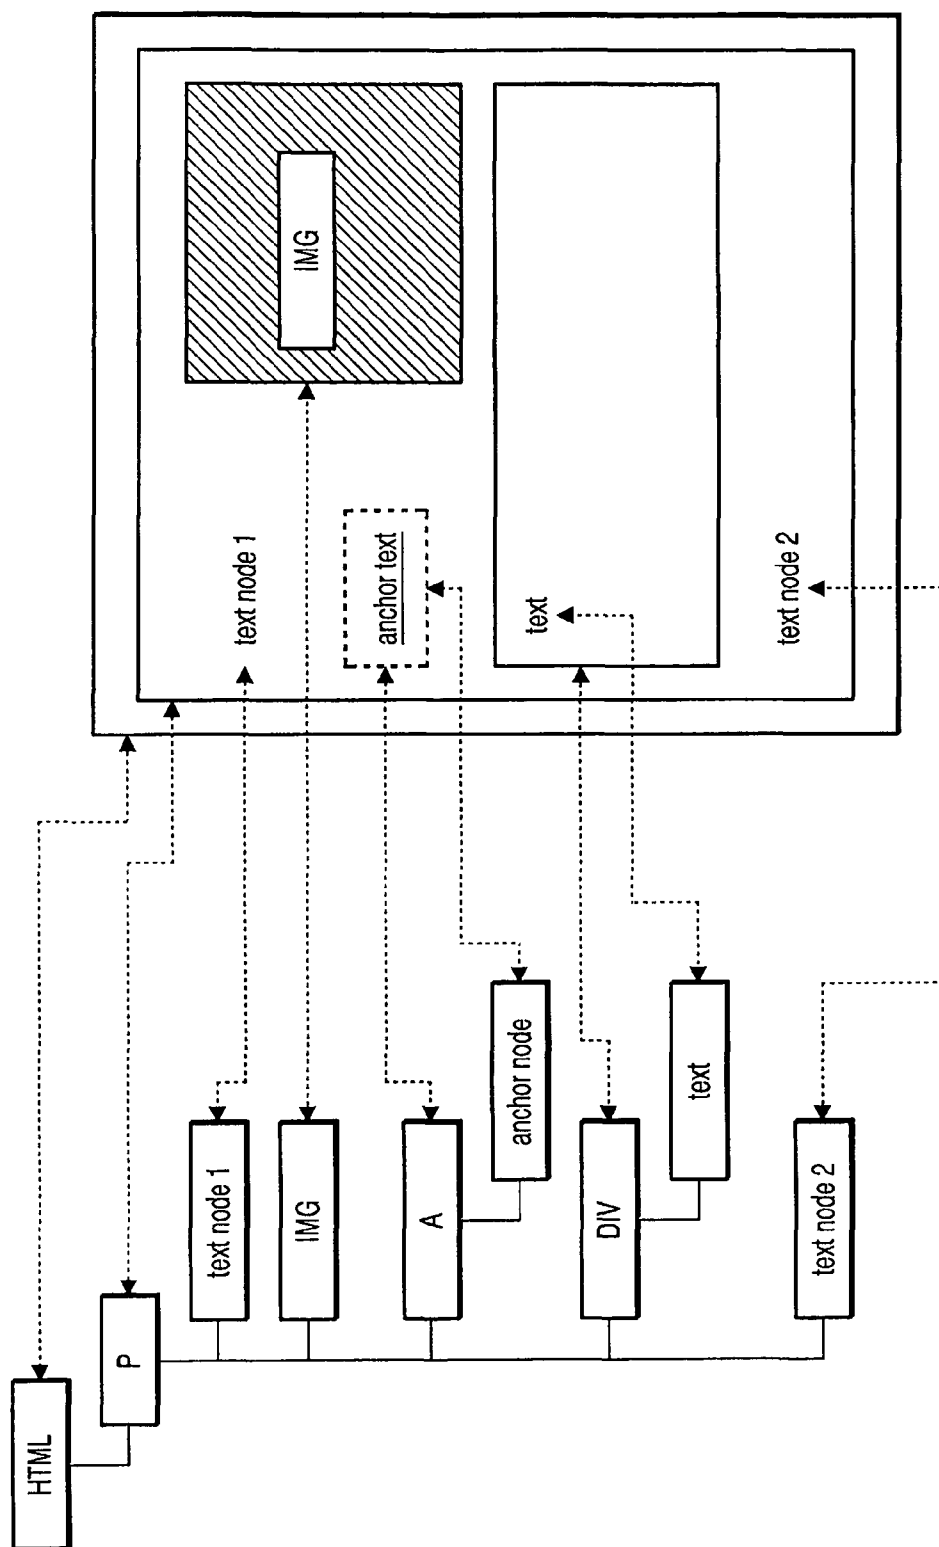 HTML
P
text node 1
IMG
A
anchor node
DIV
text
text node 2
text node 1
IMG
anchor text
text
text node 2